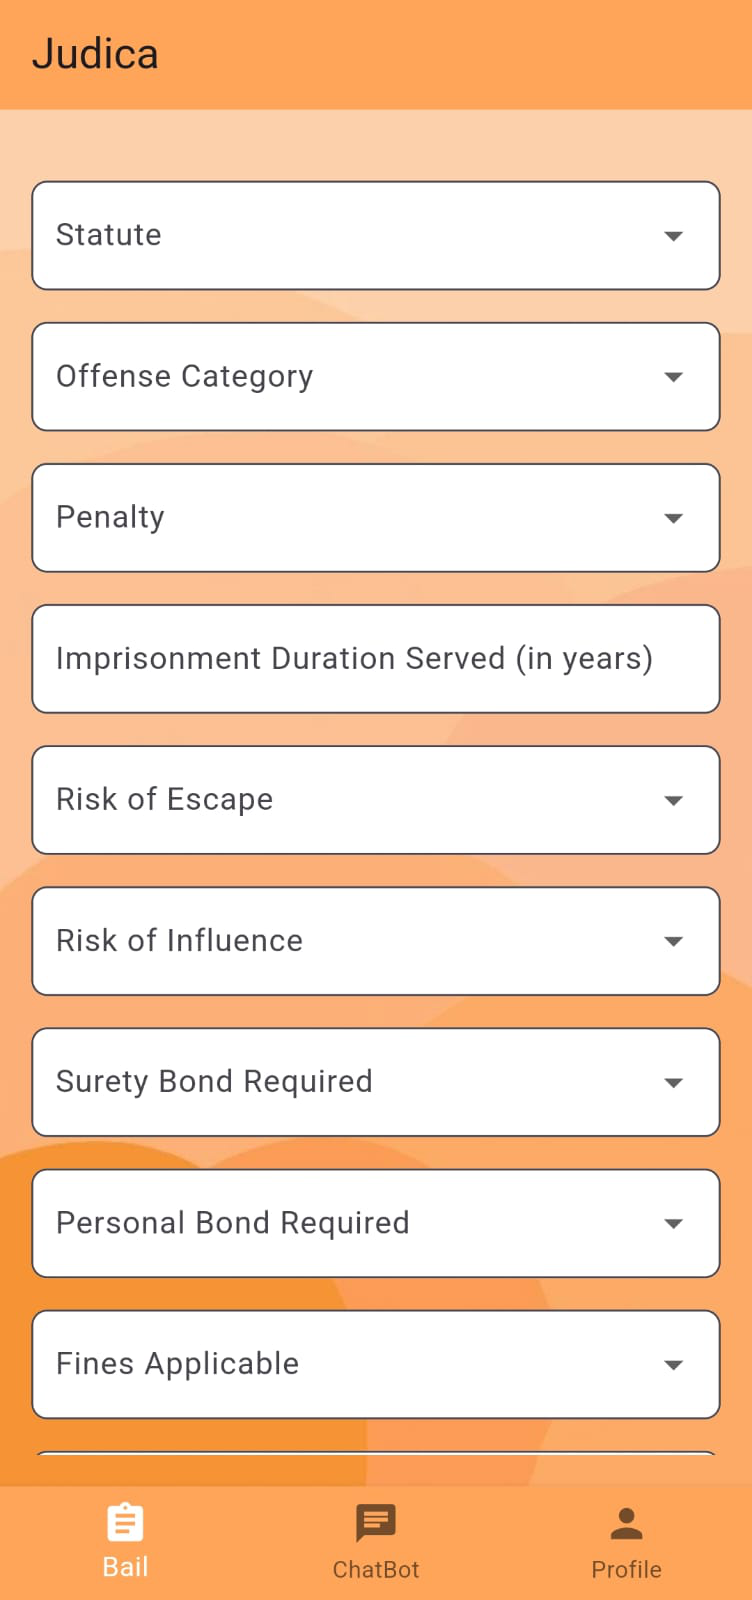 Judica
Statute
Offense Category
Penalty
Imprisonment Duration Served (in years)
Risk of Escape
Risk of Influence
Surety Bond Required
Personal Bond Required
Fines Applicable
Bail
ChatBot
Profile